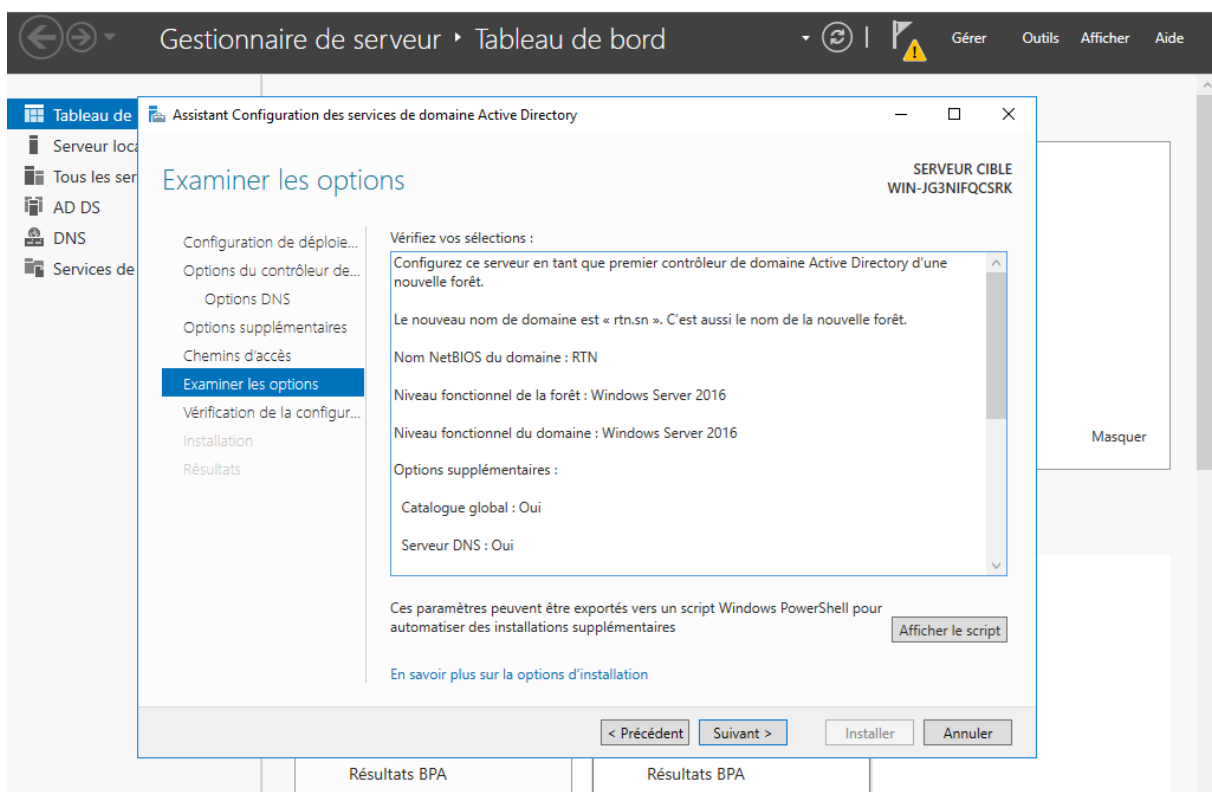 Gestionnaire de serveur ‣ Tableau de bord
Gérer Outils Afficher Aide
Tableau de
Serveur loca
Tous les ser
AD DS
DNS
Services de
Assistant Configuration des services de domaine Active Directory
Examiner les options
SERVEUR CIBLE
WIN-JG3NIFQCSRK
Configuration de déploie...
Options du contrôleur de...
Options DNS
Options supplémentaires
Chemins d'accès
Examiner les options
Vérification de la configur...
Installation
Résultats
Vérifiez vos sélections :
Configurez ce serveur en tant que premier contrôleur de domaine Active Directory d'une
nouvelle forêt.
Le nouveau nom de domaine est « rtn.sn ». C'est aussi le nom de la nouvelle forêt.
Nom NetBIOS du domaine : RTN
Niveau fonctionnel de la forêt : Windows Server 2016
Niveau fonctionnel du domaine : Windows Server 2016
Options supplémentaires :
Catalogue global : Oui
Serveur DNS : Oui
Ces paramètres peuvent être exportés vers un script Windows PowerShell pour
automatiser des installations supplémentaires
Afficher le script
En savoir plus sur la options d'installation
< Précédent Suivant > Installer Annuler
Masquer
Résultats BPA Résultats BPA